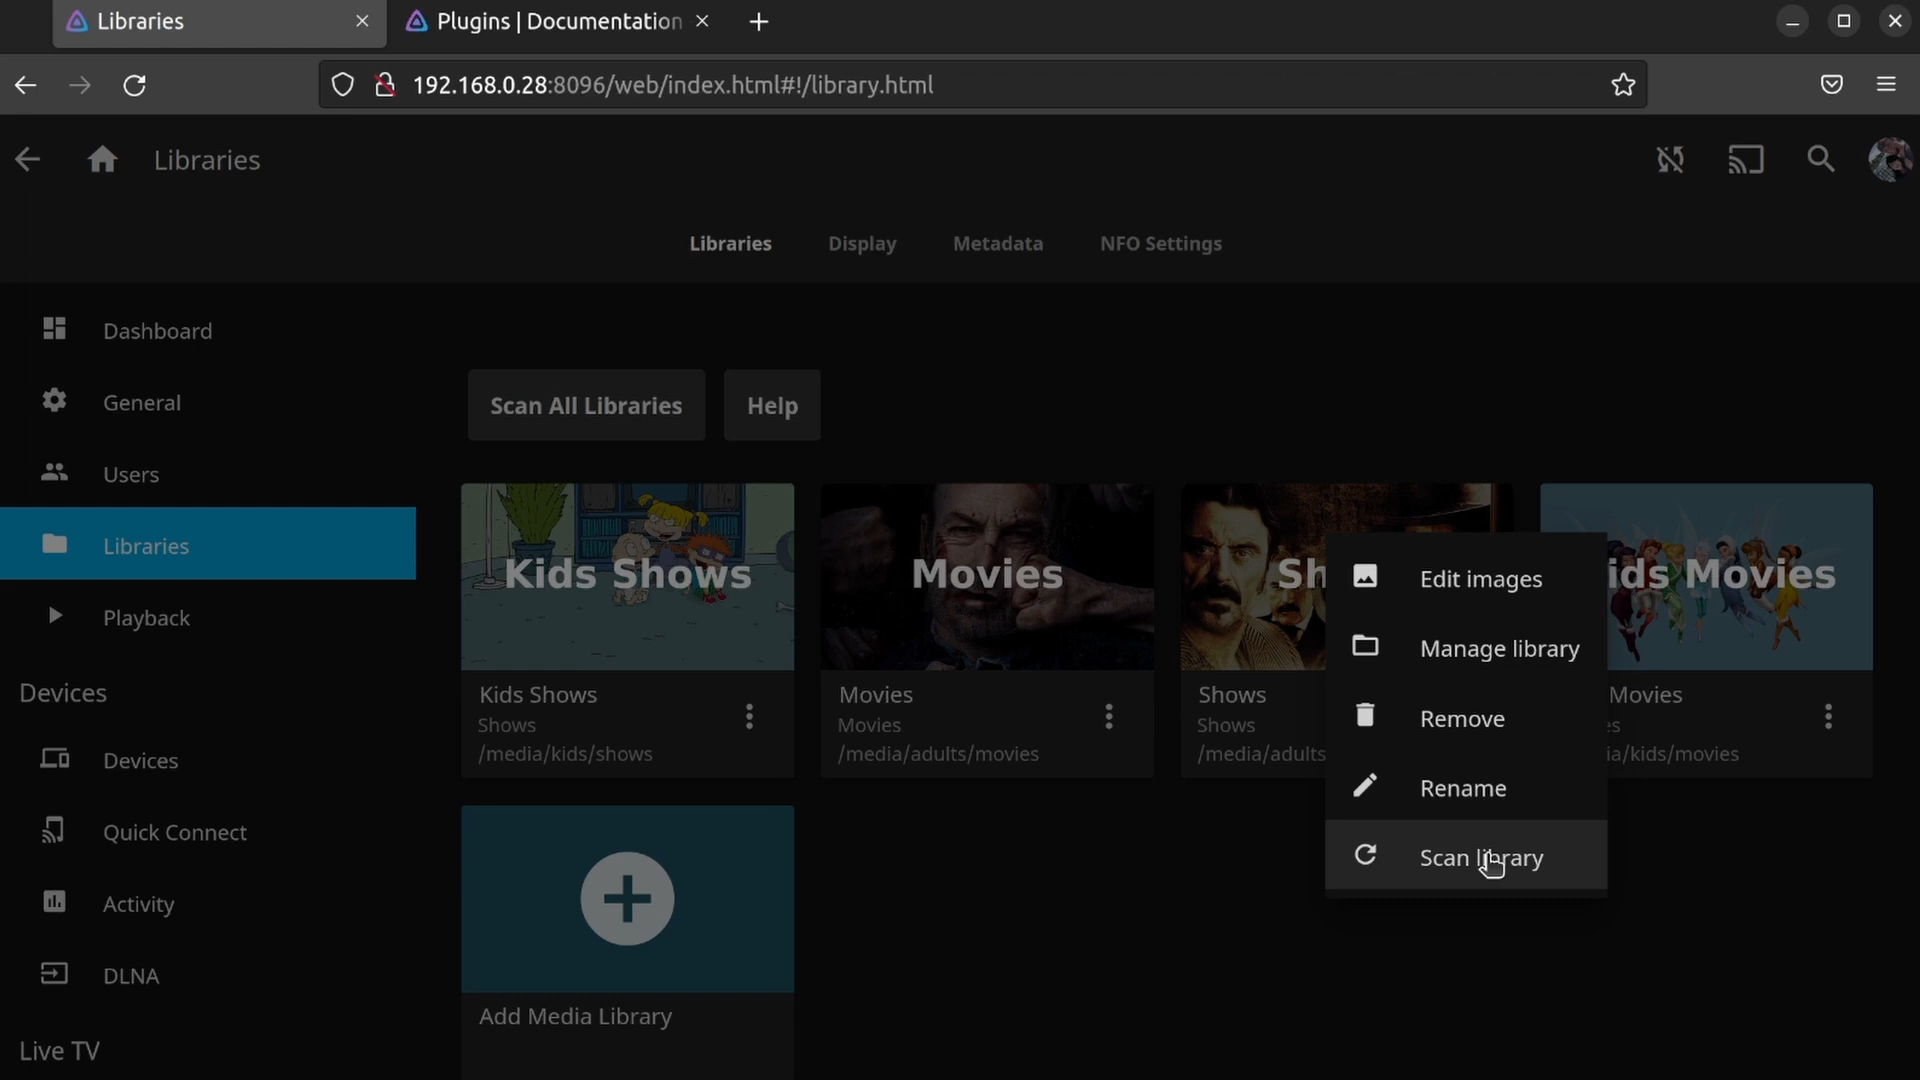 Libraries
Plugins | Documentation
192.168.0.28:8096/web/index.html#!/library.html
Libraries
Libraries
Display
Metadata
NFO Settings
Dashboard
General
Users
Libraries
Playback
Devices
Devices
Quick Connect
Activity
DLNA
Live TV
Scan All Libraries
Help
Kids Shows
Kids Shows
Shows
/media/kids/shows
Movies
Movies
Movies
/media/adults/movies
Sh
Shows
Shows
/media/adults
ids Movies
Movies
es
ia/kids/movies
Edit images
Manage library
Remove
Rename
Scan library
Add Media Library